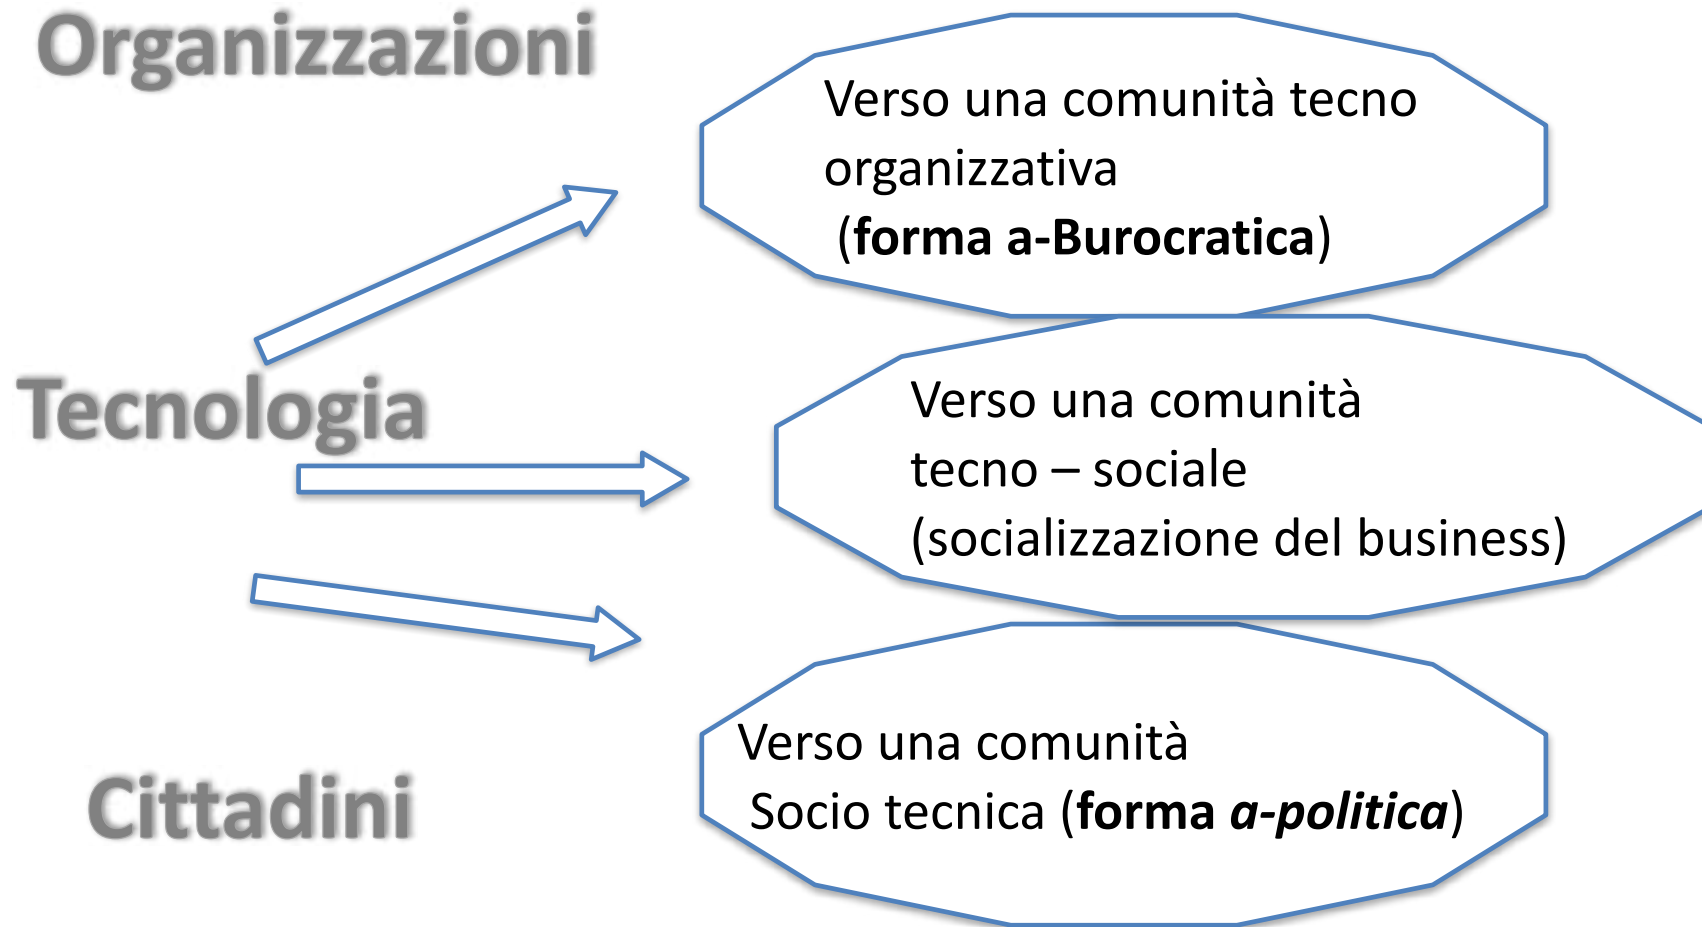 Organizzazioni
Verso una comunità tecno
organizzativa
(forma a-Burocratica)
Tecnologia
Verso una comunità
tecno – sociale
(socializzazione del business)
Cittadini
Verso una comunità
Socio tecnica (forma a-politica)